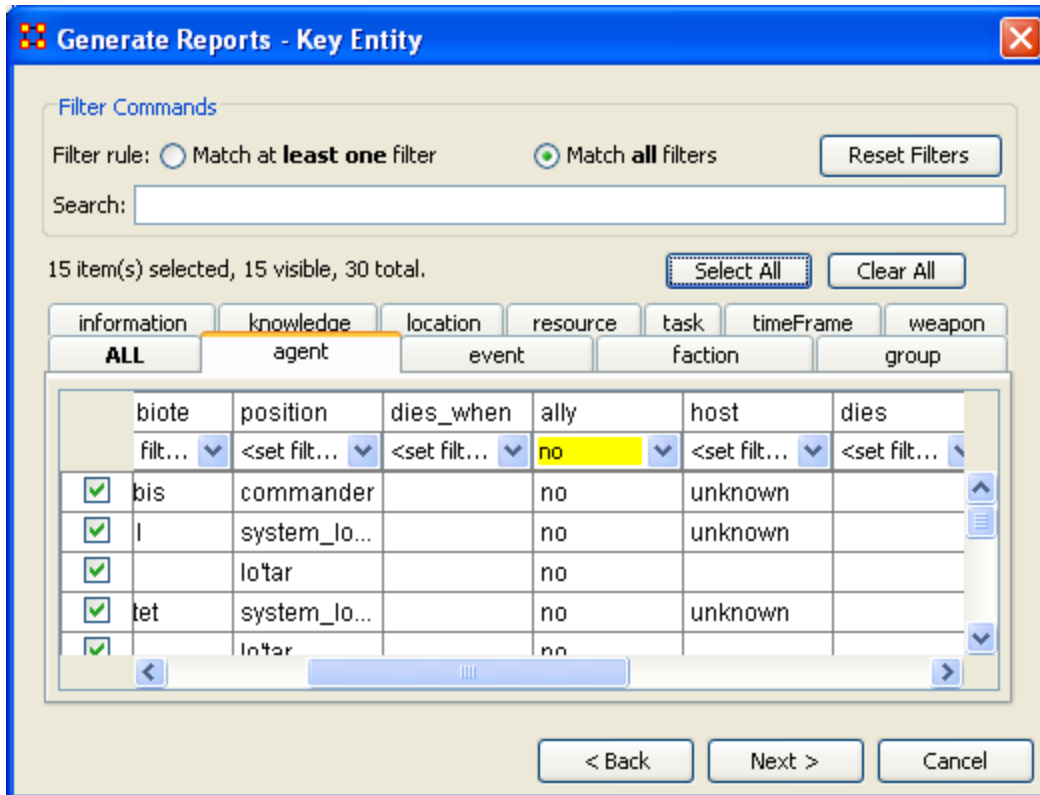 Generate Reports - Key Entity
Filter Commands
Filter rule: Match at least one filter Match all filters Reset Filters
Search:
15 item(s) selected, 15 visible, 30 total. Select All Clear All
information knowledge location resource task timeFrame weapon
ALL agent event faction group
biote position dies_when ally host dies
filt... <set filt... <set filt... no <set filt... <set filt...
bis commander no unknown
l system_lo... no unknown
lo'tar no
tet system_lo... no unknown
lo'tar no
< Back Next > Cancel